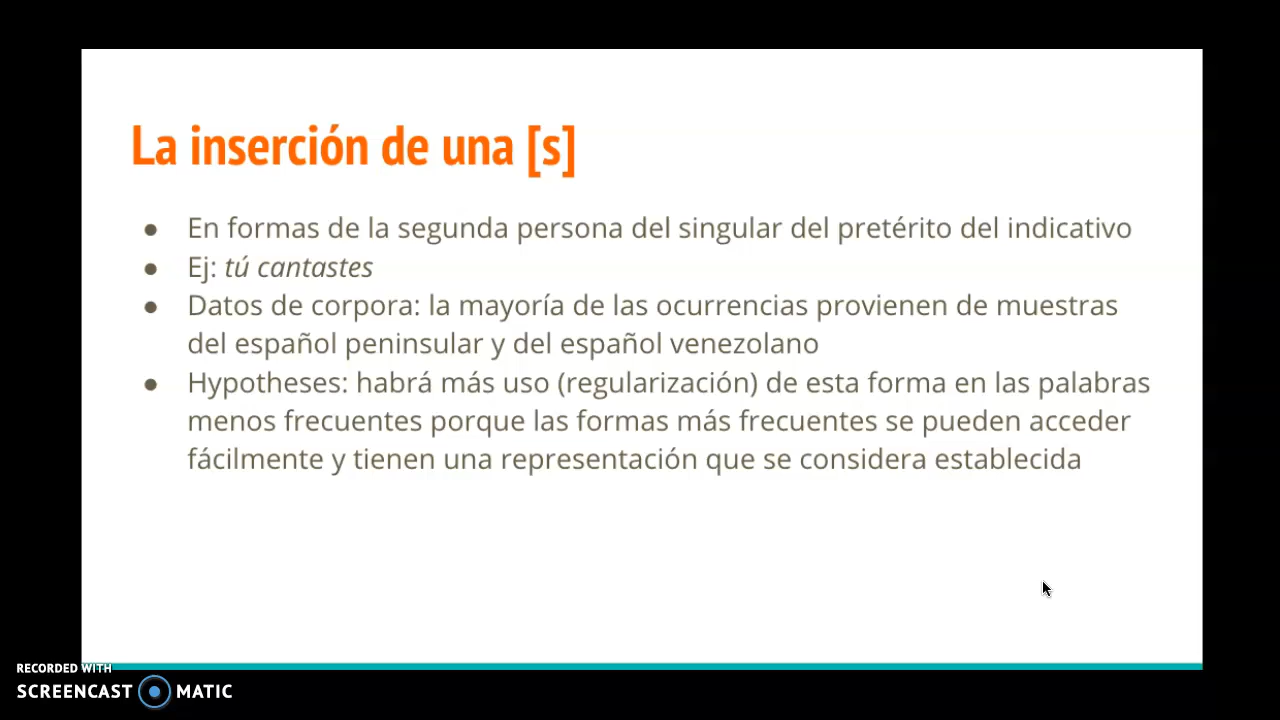 La inserción de una [s]
● En formas de la segunda persona del singular del pretérito del indicativo
● Ej: tú cantastes
● Datos de corpora: la mayoría de las ocurrencias provienen de muestras
del español peninsular y del español venezolano
● Hypotheses: habrá más uso (regularización) de esta forma en las palabras
menos frecuentes porque las formas más frecuentes se pueden acceder
fácilmente y tienen una representación que se considera establecida
RECORDED WITH
SCREENCAST MATIC